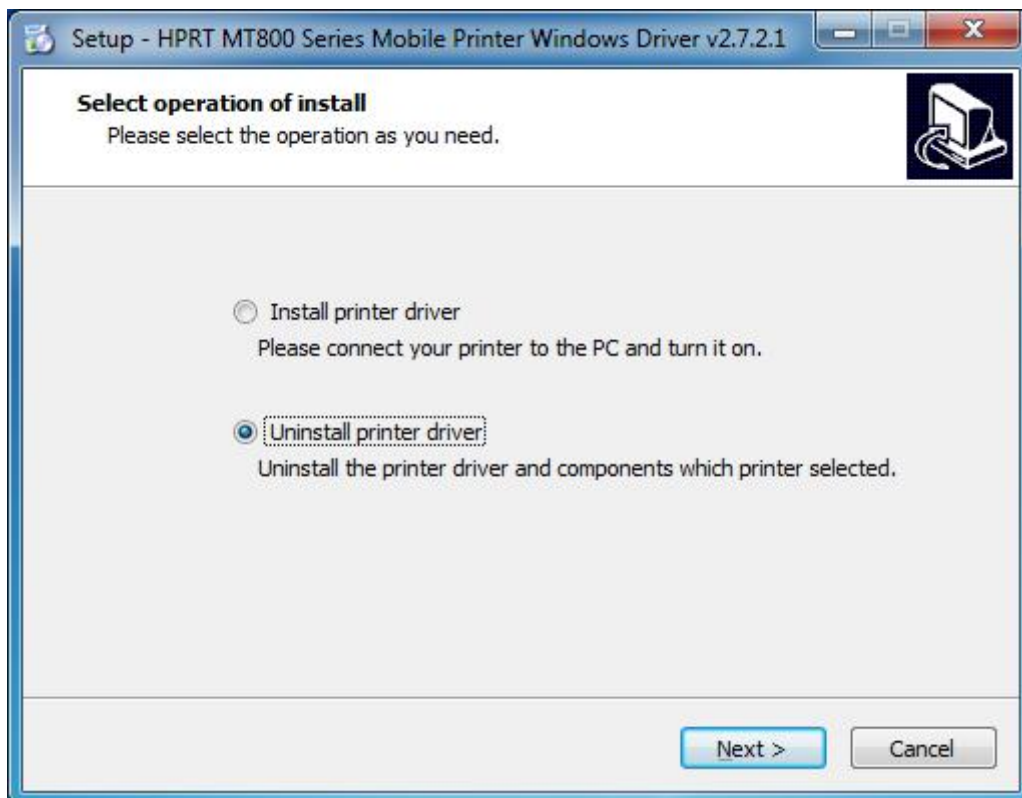 Setup - HPRT MT800 Series Mobile Printer Windows Driver v2.7.2.1
Select operation of install
Please select the operation as you need.
Install printer driver
Please connect your printer to the PC and turn it on.
Uninstall printer driver
Uninstall the printer driver and components which printer selected.
Next >
Cancel